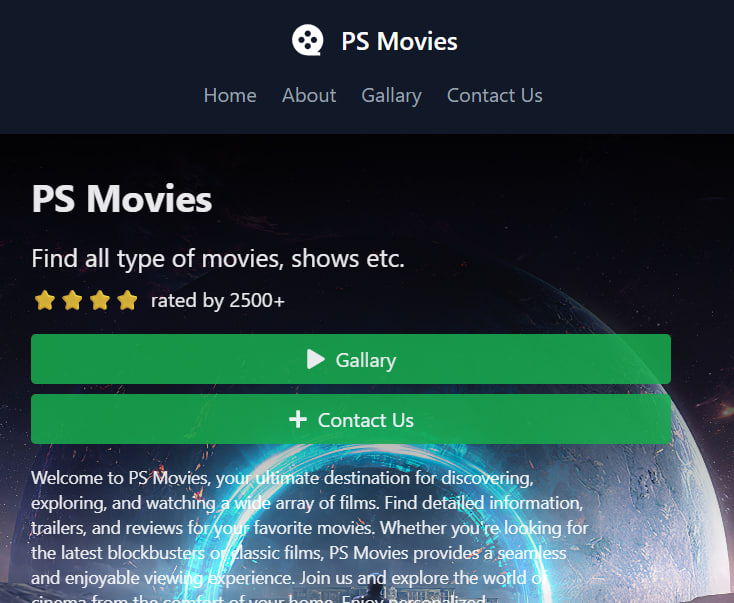 PS Movies
Home About Gallary Contact Us
PS Movies
Find all type of movies, shows etc.
rated by 2500+
Gallary
Contact Us
Welcome to PS Movies, your ultimate destination for discovering,
exploring, and watching a wide array of films. Find detailed information,
trailers, and reviews for your favorite movies. Whether you're looking for
the latest blockbusters or classic films, PS Movies provides a seamless
and enjoyable viewing experience. Join us and explore the world of
cinema from the comfort of your home. Enjoy personalized